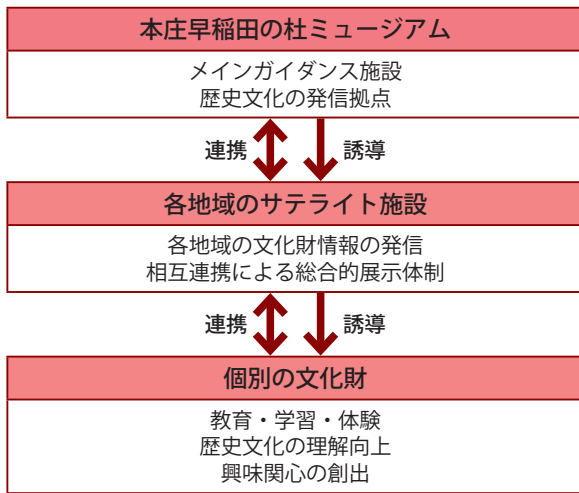 本庄早稲田の杜ミュージアム
メインガイダンス施設
歴史文化の発信拠点
連携 誘導
各地域のサテライト施設
各地域の文化財情報の発信
相互連携による総合的展示体制
連携 誘導
個別の文化財
教育・学習・体験
歴史文化の理解向上
興味関心の創出